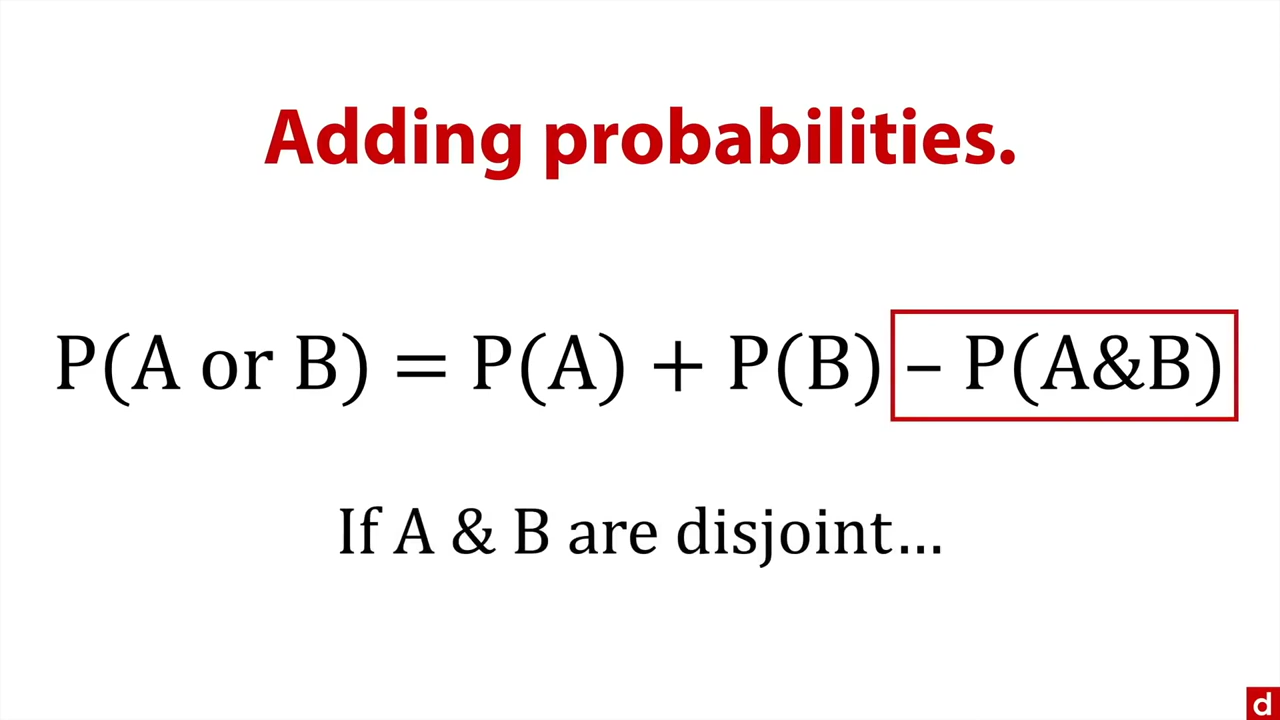 Adding probabilities.
P(A or B) = P(A) + P(B) – P(A&B)
If A & B are disjoint…
d